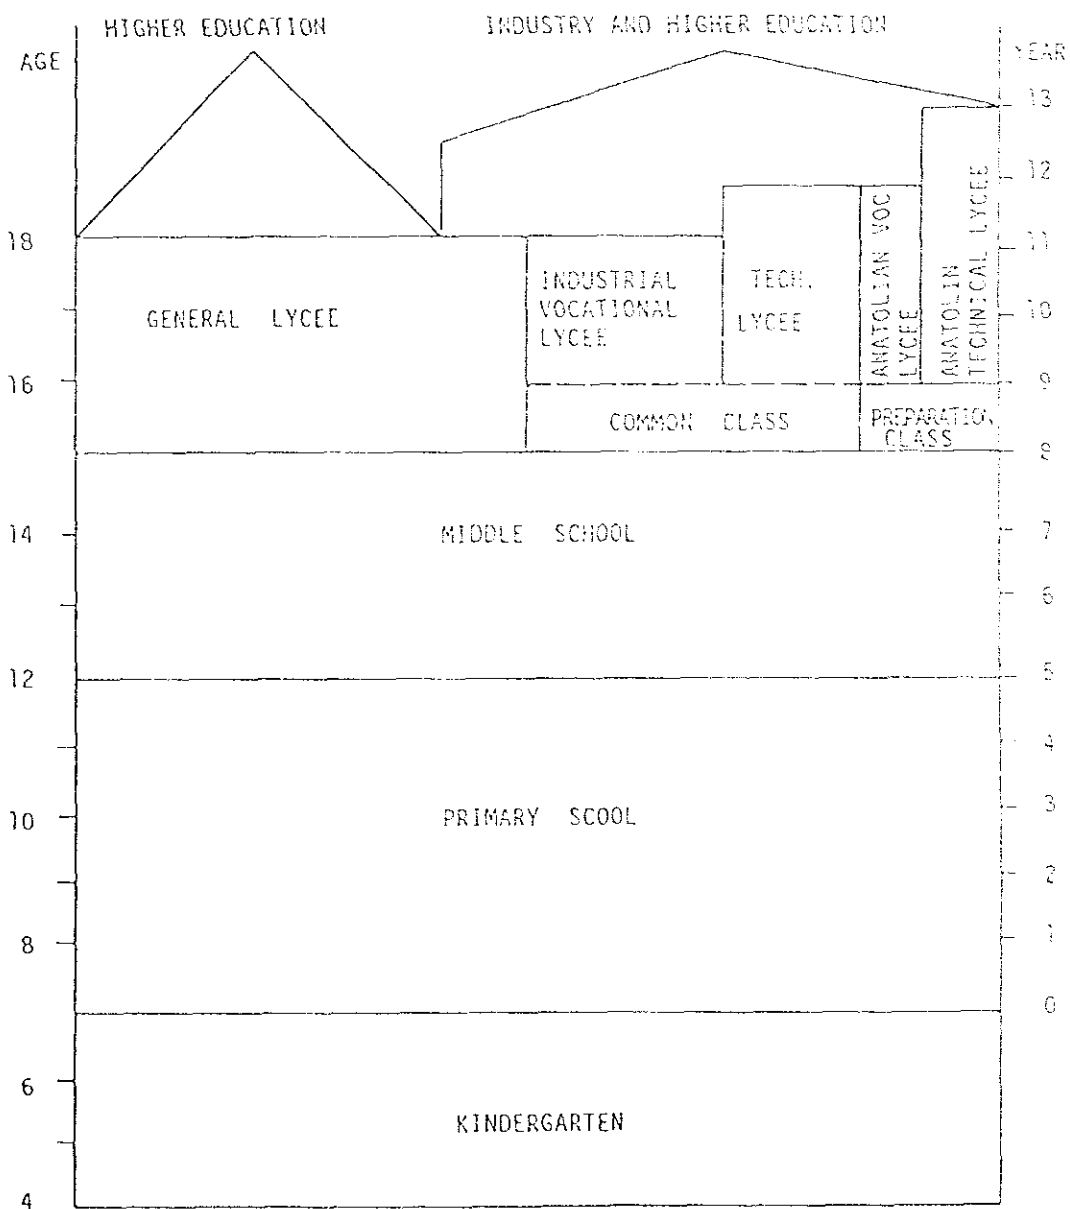 HIGHER EDUCATION
INDUSTRY AND HIGHER EDUCATION
AGE
YEAR
13
12
18
11
INDUSTRIAL
VOCATIONAL
LYCEE
TECH.
LYCEE
ANATOLIAN VOC
LYCEE
ANATOLIN
TECHNICAL LYCEE
GENERAL LYCEE
10
16
9
COMMON CLASS
PREPARATION
CLASS
8
14
MIDDLE SCHOOL
7
6
12
5
4
10
PRIMARY SCOOL
3
2
8
1
0
6
KINDERGARTEN
4